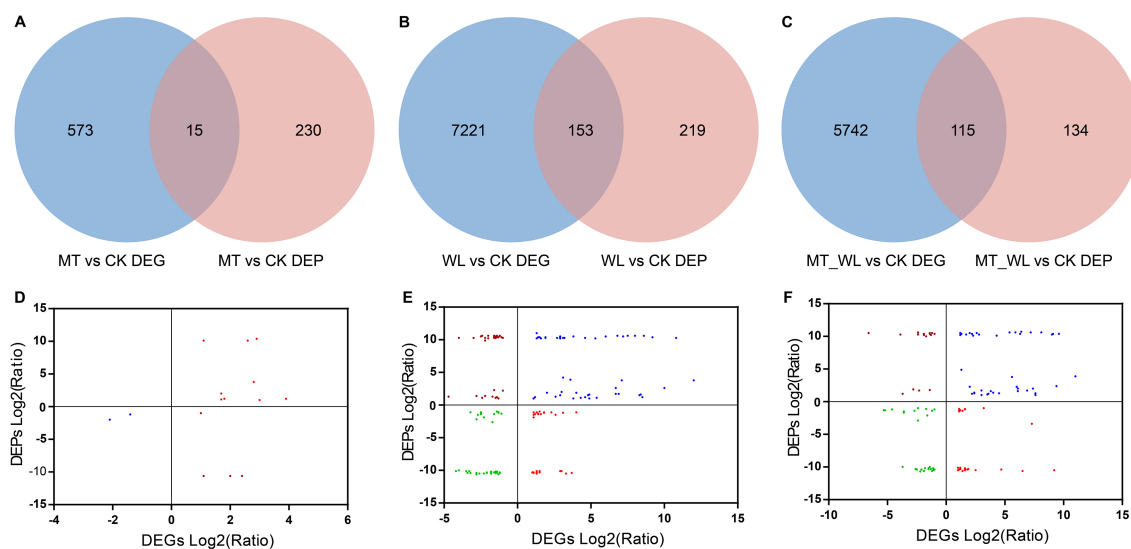 A
B
C
573
15
230
7221
153
219
5742
115
134
MT vs CK DEG
MT vs CK DEP
WL vs CK DEG
WL vs CK DEP
MT_WL vs CK DEG
MT_WL vs CK DEP
D
15
10
5
0
-5
-10
-15
-4
-2
0
2
4
6
DEPs Log2(Ratio)
DEGs Log2(Ratio)
E
15
10
5
0
-5
-10
-15
-5
0
5
10
15
DEPs Log2(Ratio)
DEGs Log2(Ratio)
F
15
10
5
0
-5
-10
-15
-10
-5
0
5
10
15
DEPs Log2(Ratio)
DEGs Log2(Ratio)